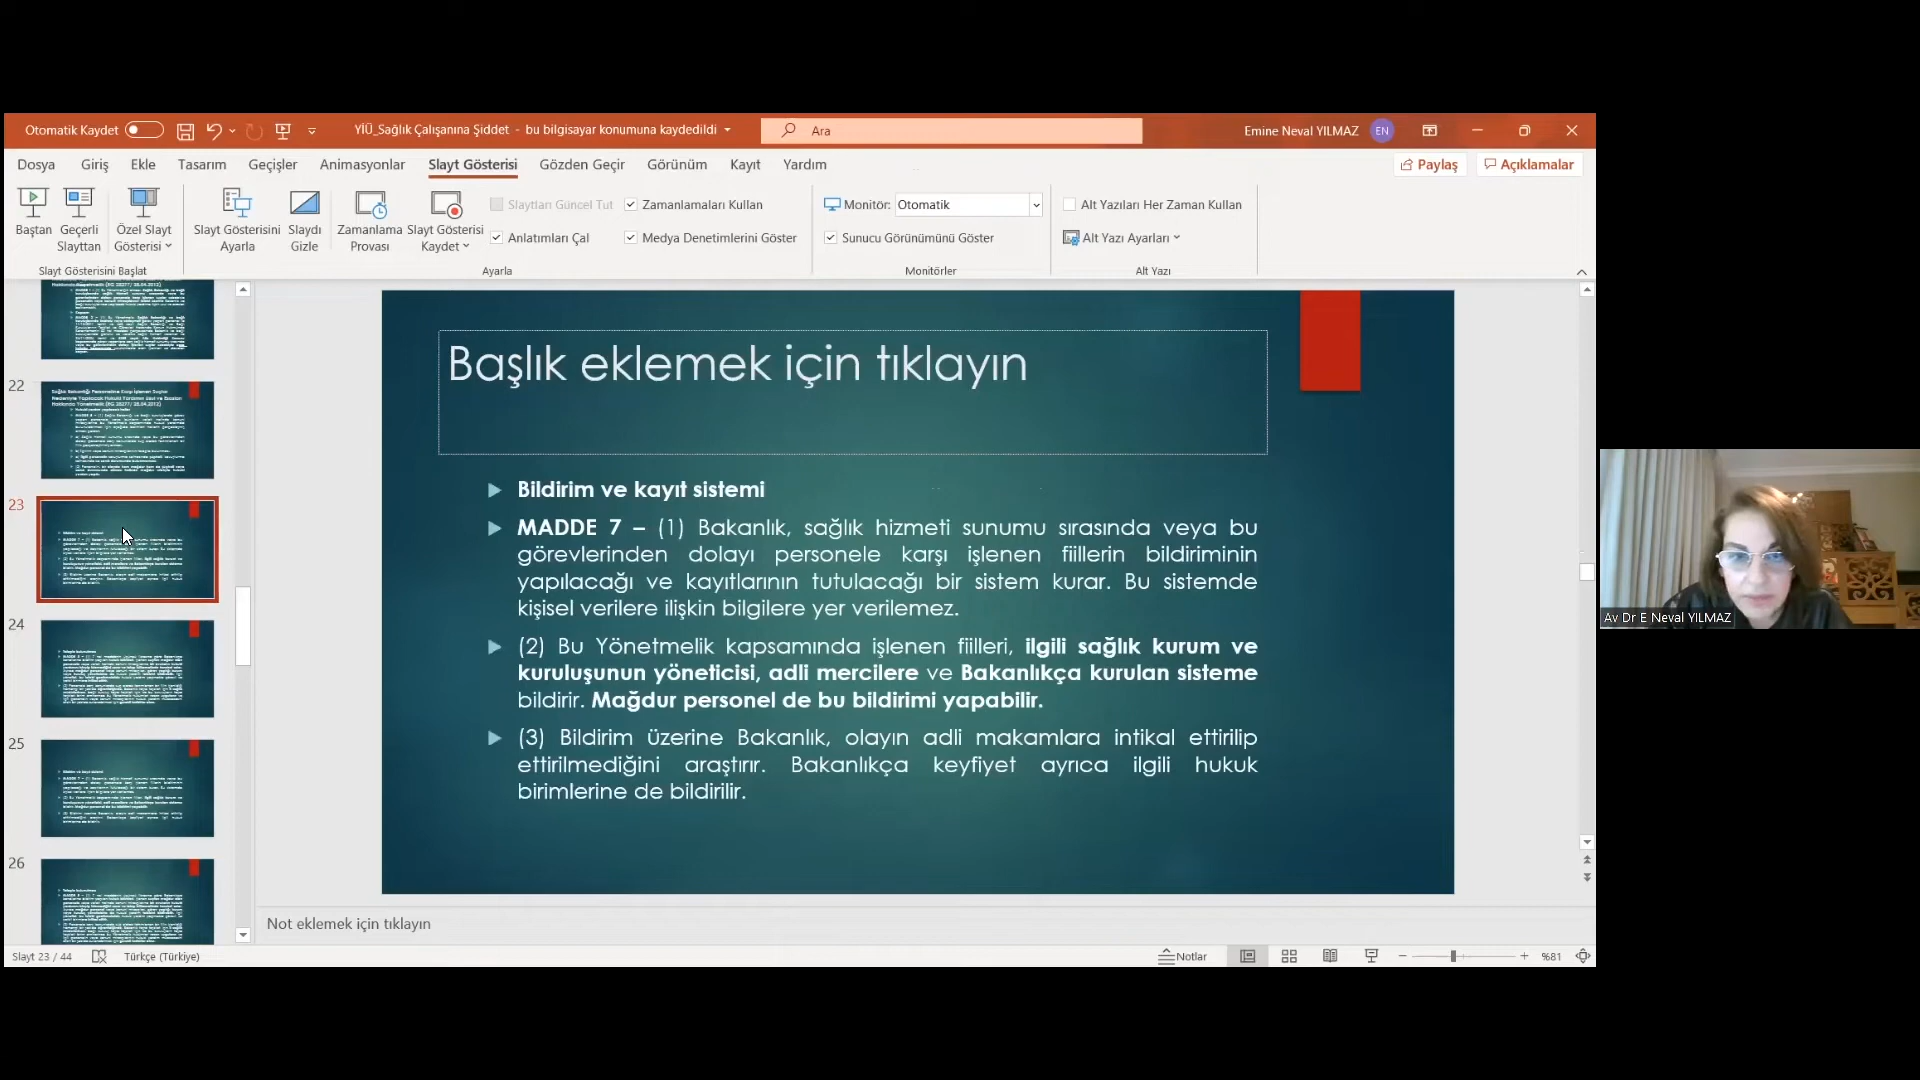 Otomatik Kaydet
YİÜ_Sağlık Çalışanına Şiddet - bu bilgisayar konumuna kaydedildi
Ara
Emine Neval YILMAZ
EN
Dosya Giriş Ekle Tasarım Geçişler Animasyonlar Slayt Gösterisi Gözden Geçir Görünüm Kayıt Yardım
Paylaş
Açıklamalar
Baştan
Geçerli
Slayttan
Özel Slayt
Gösterisi
Slayt Gösterisini
Ayarla
Slaydı
Gizle
Zamanlama
Provası
Slayt Gösterisi
Kaydet
Slaytları Güncel Tut
Zamanlamaları Kullan
Anlatımları Çal
Medya Denetimlerini Göster
Monitör:
Otomatik
Sunucu Görünümünü Göster
Alt Yazıları Her Zaman Kullan
Alt Yazı Ayarları
Slayt Gösterisini Başlat
Ayarla
Monitörler
Alt Yazı
22
23
24
25
26
Başlık eklemek için tıklayın
Bildirim ve kayıt sistemi
MADDE 7 – (1) Bakanlık, sağlık hizmeti sunumu sırasında veya bu
görevlerinden dolayı personele karşı işlenen fiillerin bildiriminin
yapılacağı ve kayıtlarının tutulacağı bir sistem kurar. Bu sistemde
kişisel verilere ilişkin bilgilere yer verilemez.
(2) Bu Yönetmelik kapsamında işlenen fiilleri, ilgili sağlık kurum ve
kuruluşunun yöneticisi, adli mercilere ve Bakanlıkça kurulan sisteme
bildirir. Mağdur personel de bu bildirimi yapabilir.
(3) Bildirim üzerine Bakanlık, olayın adli makamlara intikal ettirilip
ettirilmediğini araştırır. Bakanlıkça keyfiyet ayrıca ilgili hukuk
birimlerine de bildirilir.
Not eklemek için tıklayın
Slayt 23 / 44
Türkçe (Türkiye)
Notlar
%81
Av Dr E Neval YILMAZ